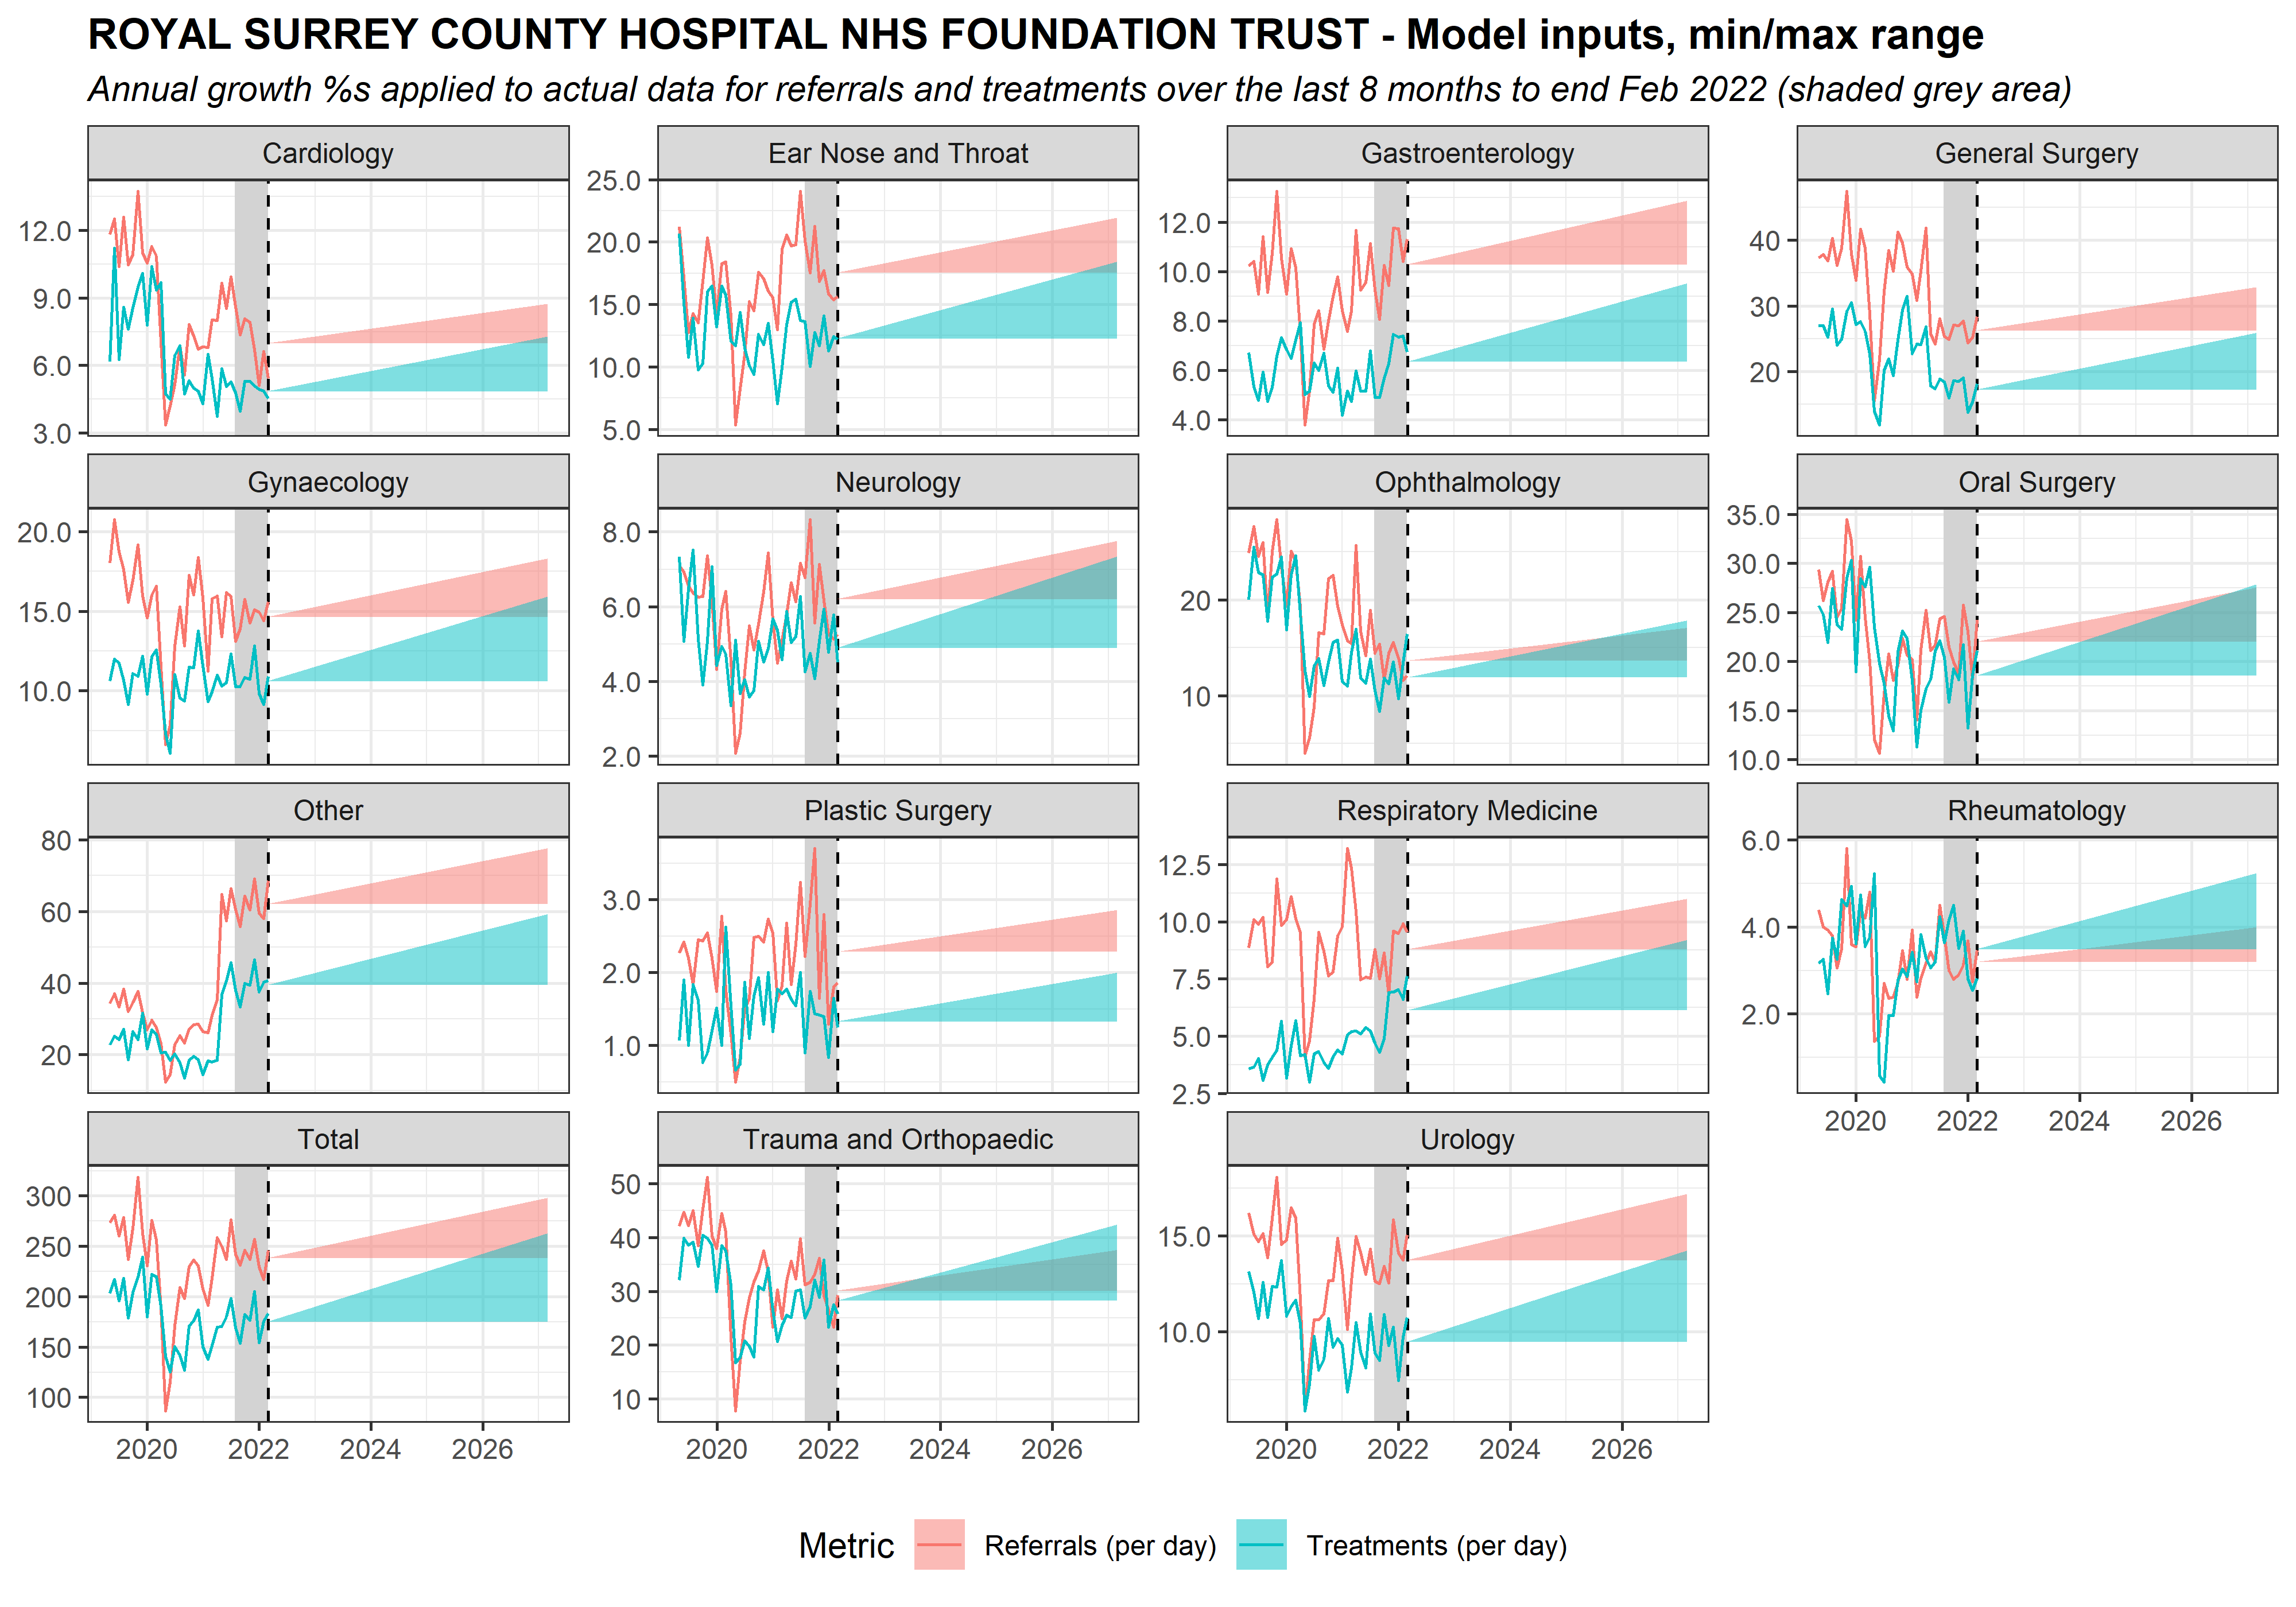 ROYAL SURREY COUNTY HOSPITAL NHS FOUNDATION TRUST - Model inputs, min/max range
Annual growth %s applied to actual data for referrals and treatments over the last 8 months to end Feb 2022 (shaded grey area)
Cardiology
12.0
9.0
6.0
3.0
Ear Nose and Throat
25.0
20.0
15.0
10.0
5.0
Gastroenterology
12.0
10.0
8.0
6.0
4.0
General Surgery
40
30
20
Gynaecology
20.0
15.0
10.0
Neurology
8.0
6.0
4.0
2.0
Ophthalmology
20
10
Oral Surgery
35.0
30.0
25.0
20.0
15.0
10.0
Other
80
60
40
20
Plastic Surgery
3.0
2.0
1.0
Respiratory Medicine
12.5
10.0
7.5
5.0
2.5
Rheumatology
6.0
4.0
2.0
2020 2022 2024 2026
Total
300
250
200
150
100
2020 2022 2024 2026
Trauma and Orthopaedic
50
40
30
20
10
2020 2022 2024 2026
Urology
15.0
10.0
2020 2022 2024 2026
Metric Referrals (per day) Treatments (per day)